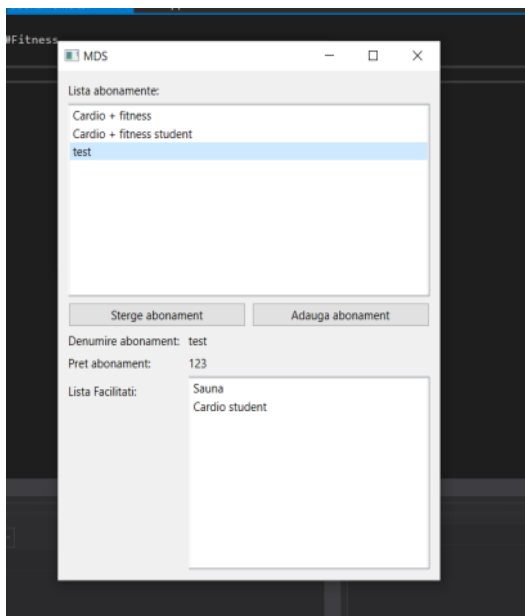 #Fitness
MDS
Lista abonamente:
Cardio + fitness
Cardio + fitness student
test
Sterge abonament
Adauga abonament
Denumire abonament: test
Pret abonament: 123
Lista Facilitati:
Sauna
Cardio student